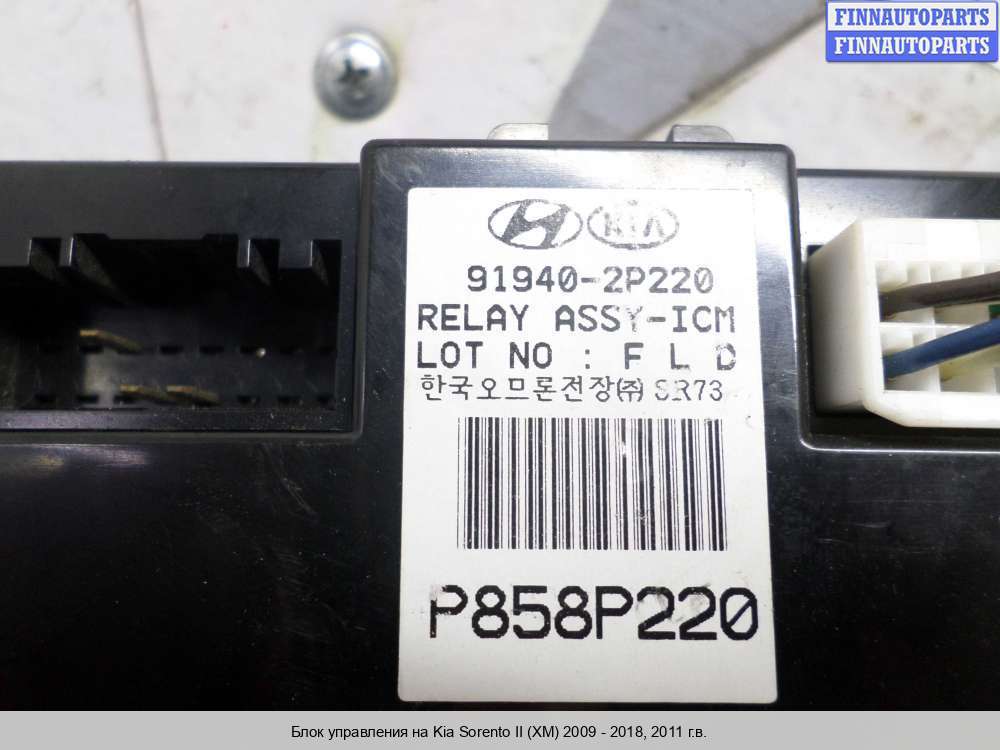 FINNAUTOPARTS
FINNAUTOPARTS
KIA
91940-2P220
RELAY ASSY-ICM
LOT NO : F L D
한국오므론전장(주) SR73
P858P220
Блок управления на Kia Sorento II (XM) 2009 - 2018, 2011 г.в.